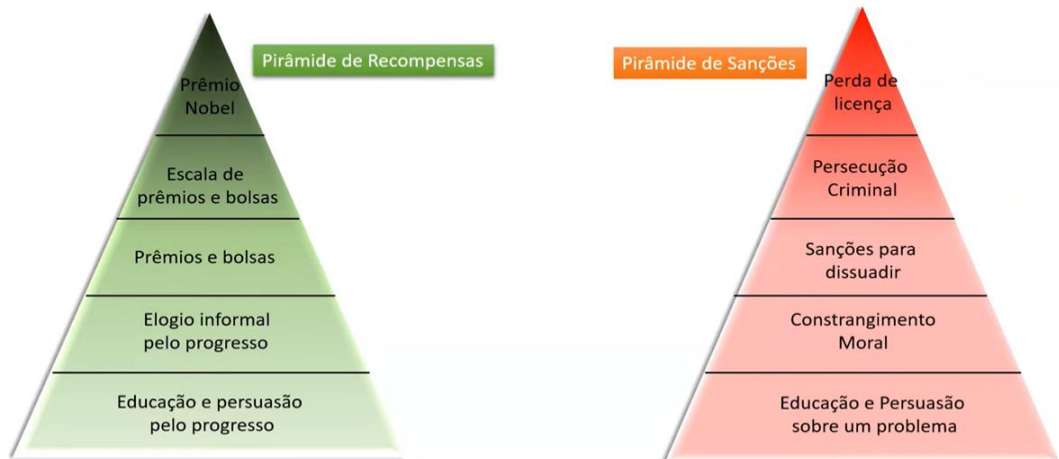 Pirâmide de Recompensas
Prêmio
Nobel
Escala de
prêmios e bolsas
Prêmios e bolsas
Elogio informal
pelo progresso
Educação e persuasão
pelo progresso
Pirâmide de Sanções
Perda de
licença
Persecução
Criminal
Sanções para
dissuadir
Constrangimento
Moral
Educação e Persuasão
sobre um problema